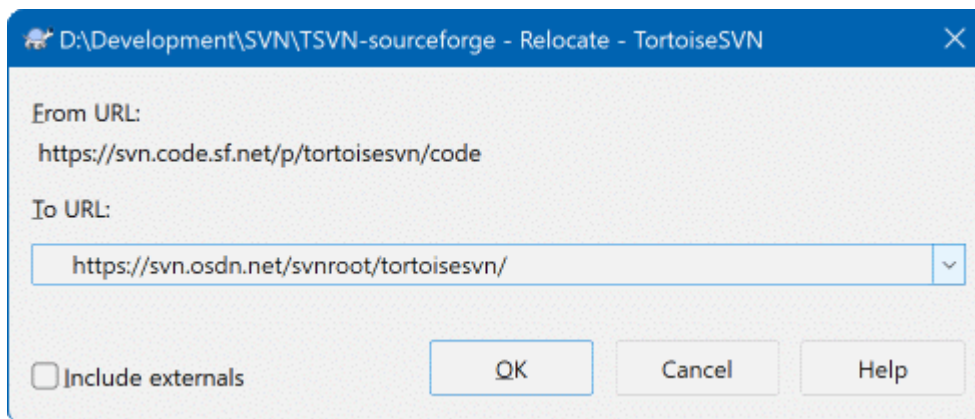 D:\Development\SVN\TSVN-sourceforge - Relocate - TortoiseSVN
From URL:
https://svn.code.sf.net/p/tortoisesvn/code
To URL:
https://svn.osdn.net/svnroot/tortoisesvn/
Include externals
OK
Cancel
Help